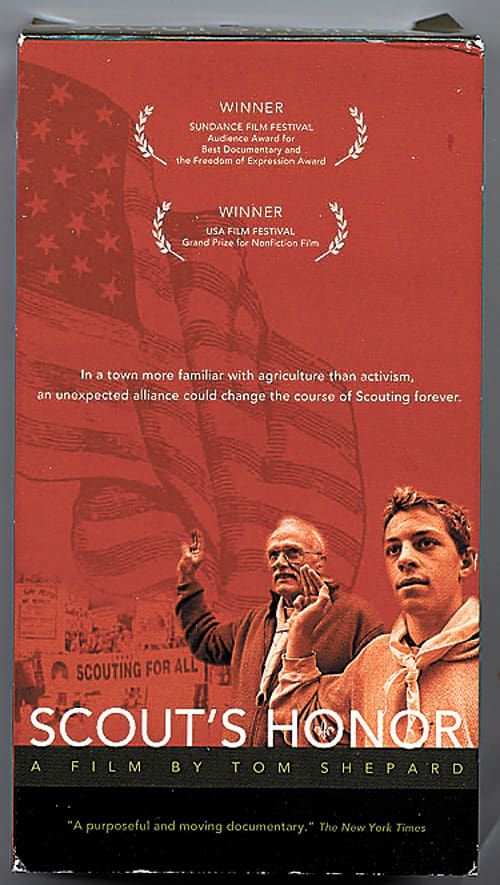 WINNER
SUNDANCE FILM FESTIVAL
Audience Award for
Best Documentary and
the Freedom of Expression Award
WINNER
USA FILM FESTIVAL
Grand Prize for Nonfiction Film
In a town more familiar with agriculture than activism,
an unexpected alliance could change the course of Scouting forever.
SCOUTING FOR ALL
SCOUT'S HONOR
A FILM BY TOM SHEPARD
"A purposeful and moving documentary." The New York Times